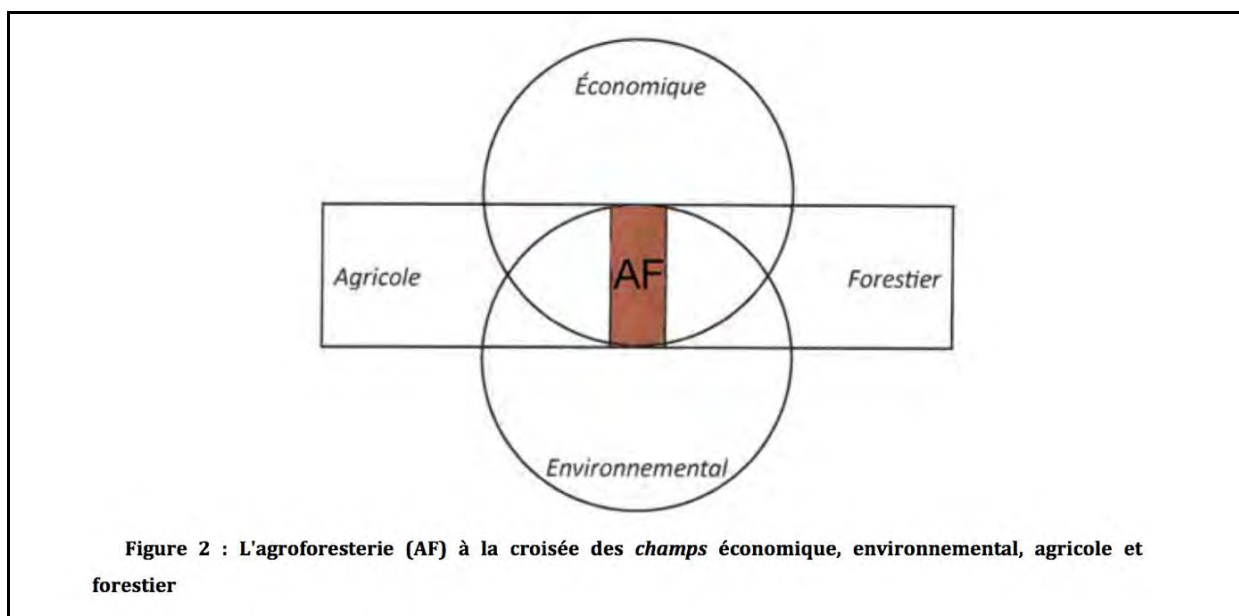 Économique
Agricole
AF
Forestier
Environnemental
Figure 2 : L'agroforesterie (AF) à la croisée des champs économique, environnemental, agricole et
forestier